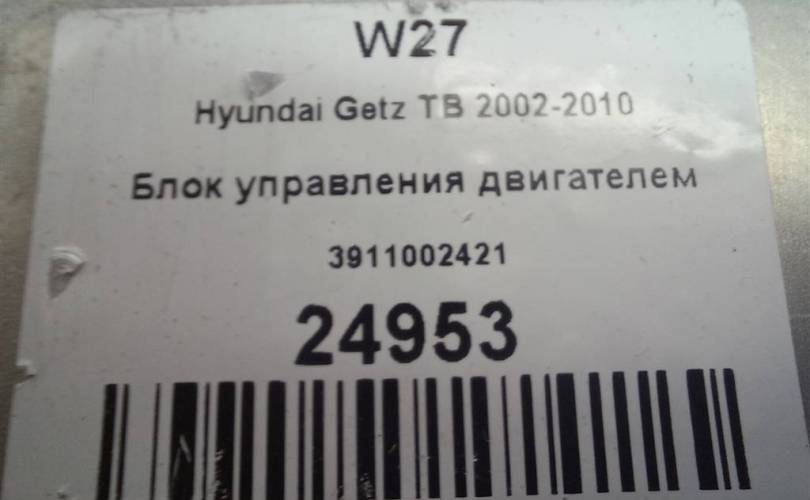 W27
Hyundai Getz TB 2002-2010
Блок управления двигателем
3911002421
24953